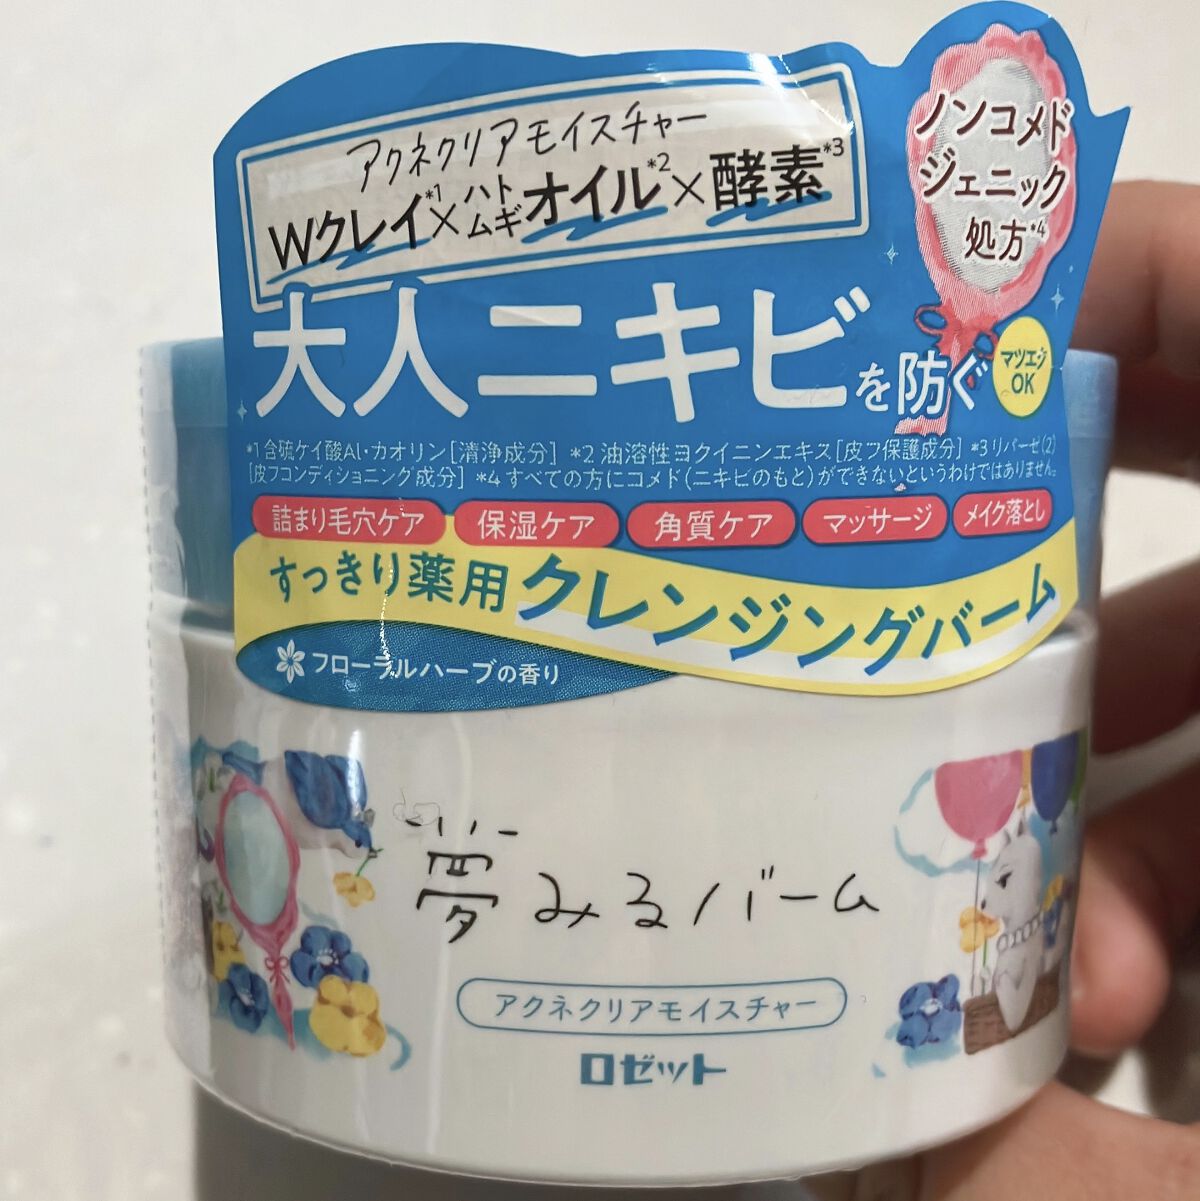 アクネクリアモイスチャー
Wクレイ*1×ハトムギオイル*2×酵素*3
ノンコメド
ジェニック
処方*4
大人ニキビを防ぐ
マツエク
OK
*1 含硫ケイ酸Al・カオリン[清浄成分] *2 油溶性ヨクイニンエキス[皮フ保護成分] *3 リパーゼ(2)
[皮フコンディショニング成分] *4 すべての方にコメド(ニキビのもと)ができないというわけではありません。
詰まり毛穴ケア 保湿ケア 角質ケア マッサージ メイク落とし
すっきり薬用クレンジングバーム
フローラルハーブの香り
夢みるバーム
アクネクリアモイスチャー
ロゼット